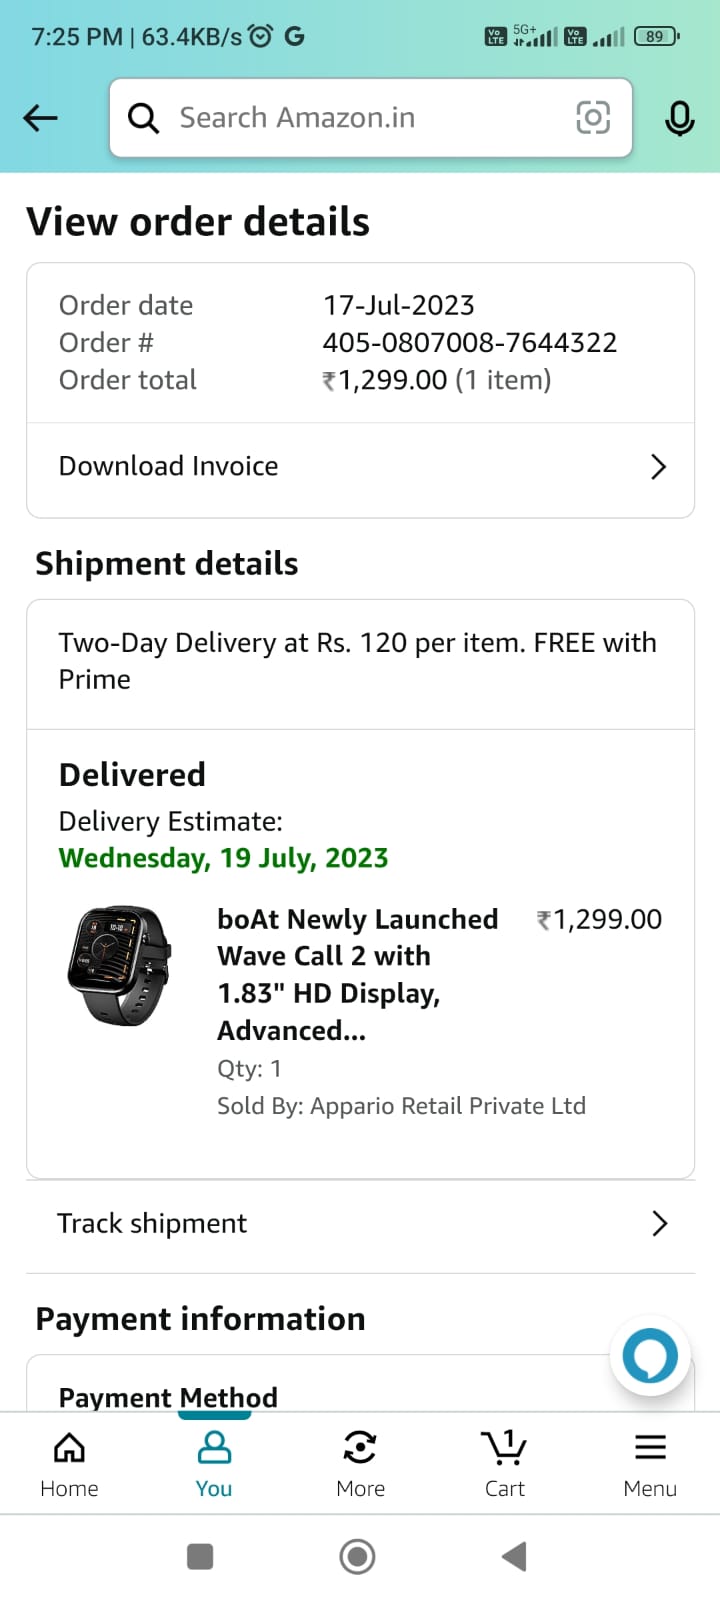 7:25 PM | 63.4KB/s G Vo LTE 5G+ Vo LTE 89
Search Amazon.in
View order details
Order date 17-Jul-2023
Order # 405-0807008-7644322
Order total ₹1,299.00 (1 item)
Download Invoice
Shipment details
Two-Day Delivery at Rs. 120 per item. FREE with
Prime
Delivered
Delivery Estimate:
Wednesday, 19 July, 2023
boAt Newly Launched ₹1,299.00
Wave Call 2 with
1.83" HD Display,
Advanced...
Qty: 1
Sold By: Appario Retail Private Ltd
Track shipment
Payment information
Payment Method
1
Home You More Cart Menu